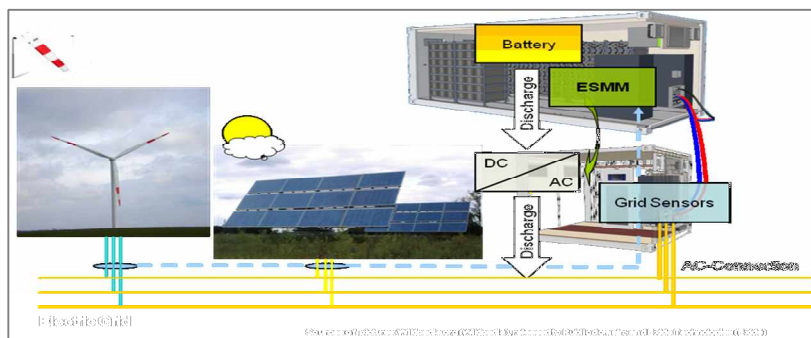 Battery
ESMM
Discharge
DC
AC
Grid Sensors
Discharge
AC-Connection
Electric Grid